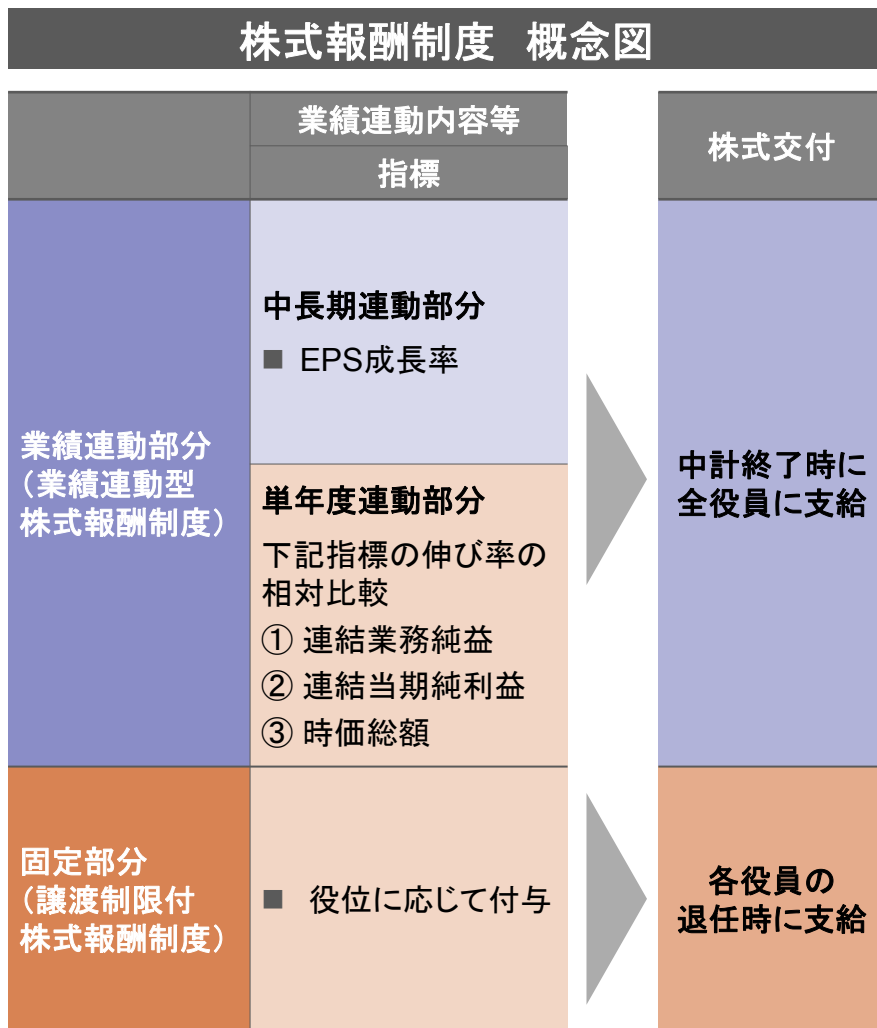 株式報酬制度 概念図
業績連動内容等
指標
株式交付
業績連動部分
（業績連動型
株式報酬制度）
中長期連動部分
■ EPS成長率
単年度連動部分
下記指標の伸び率の
相対比較
① 連結業務純益
② 連結当期純利益
③ 時価総額
中計終了時に
全役員に支給
固定部分
（譲渡制限付
株式報酬制度）
■ 役位に応じて付与
各役員の
退任時に支給